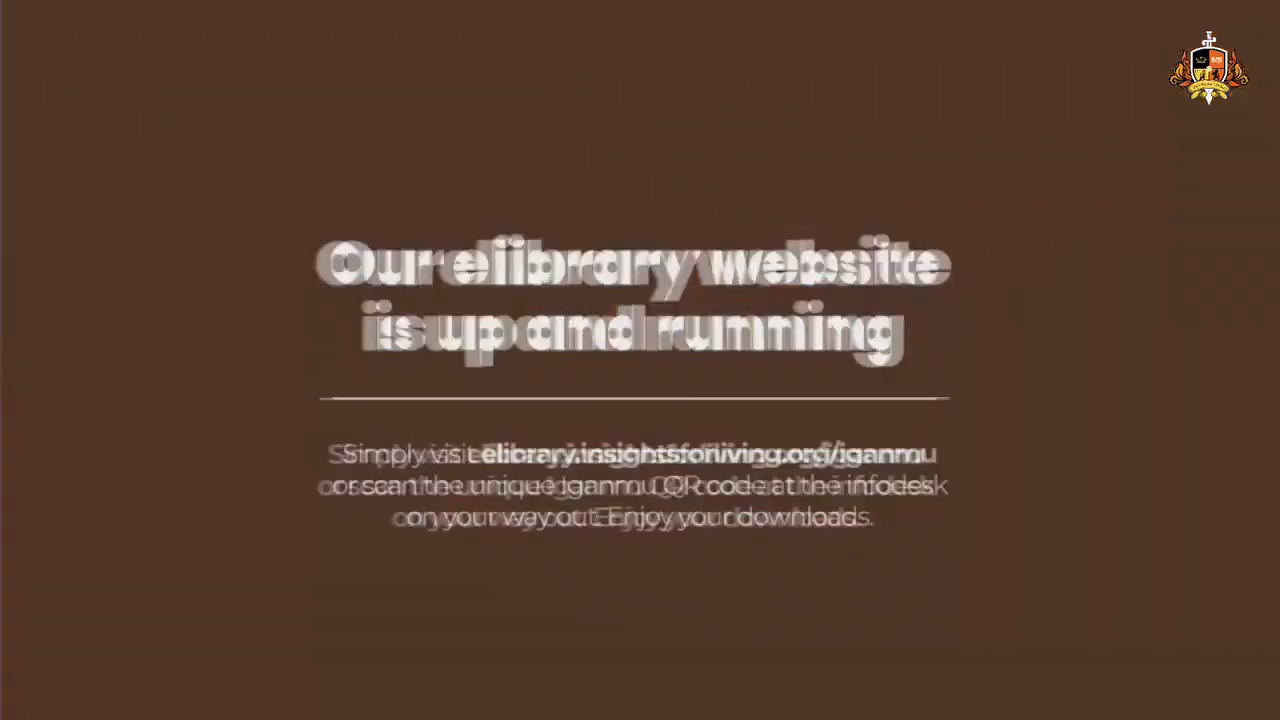 Our elibrary website
is up and running
Simply visit elibrary.insightsforliving.org/iganmu
or scan the unique Iganmu QR code at the infodesk
on your way out. Enjoy your downloads.